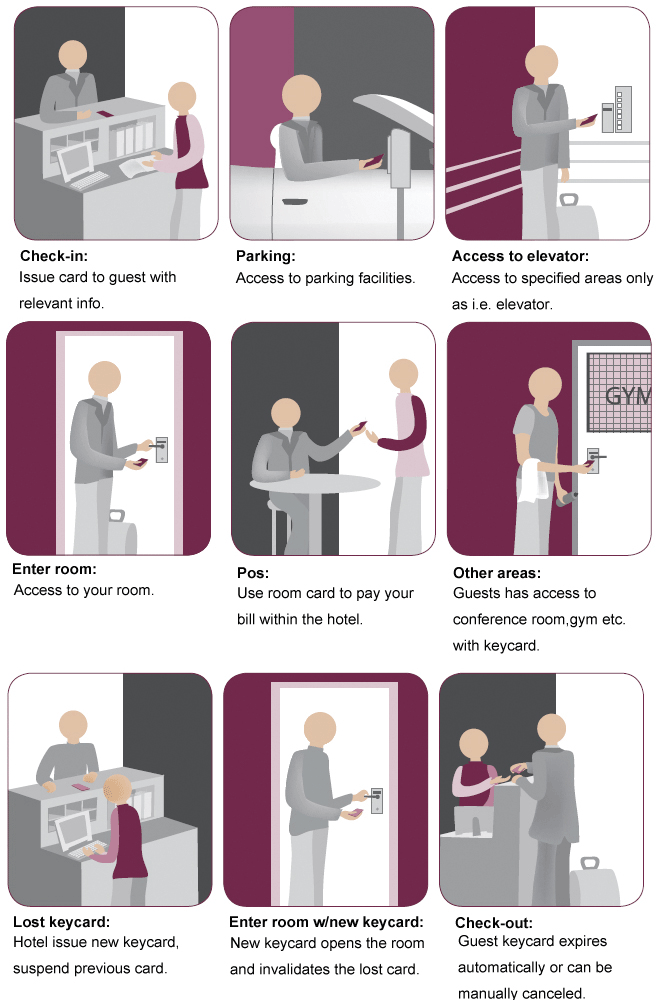 Check-in:
Issue card to guest with
relevant info.
Parking:
Access to parking facilities.
Access to elevator:
Access to specified areas only
as i.e. elevator.
GYM
Enter room:
Access to your room.
Pos:
Use room card to pay your
bill within the hotel.
Other areas:
Guests has access to
conference room,gym etc.
with keycard.
Lost keycard:
Hotel issue new keycard,
suspend previous card.
Enter room w/new keycard:
New keycard opens the room
and invalidates the lost card.
Check-out:
Guest keycard expires
automatically or can be
manually canceled.